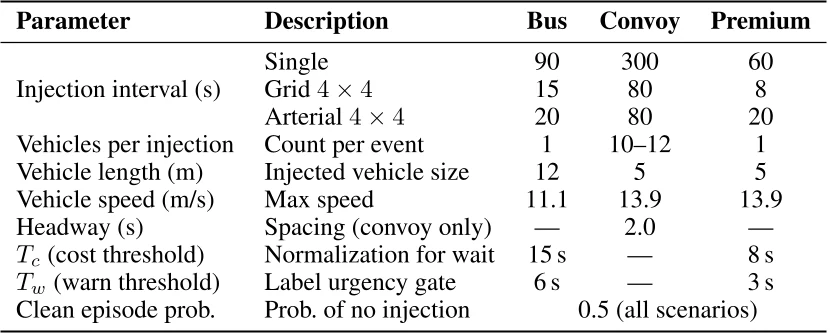 Parameter Description Bus Convoy Premium
Single 90 300 60
Injection interval (s) Grid 4 × 4 15 80 8
Arterial 4 × 4 20 80 20
Vehicles per injection Count per event 1 10–12 1
Vehicle length (m) Injected vehicle size 12 5 5
Vehicle speed (m/s) Max speed 11.1 13.9 13.9
Headway (s) Spacing (convoy only) — 2.0 —
T_c (cost threshold) Normalization for wait 15 s — 8 s
T_w (warn threshold) Label urgency gate 6 s — 3 s
Clean episode prob. Prob. of no injection 0.5 (all scenarios)